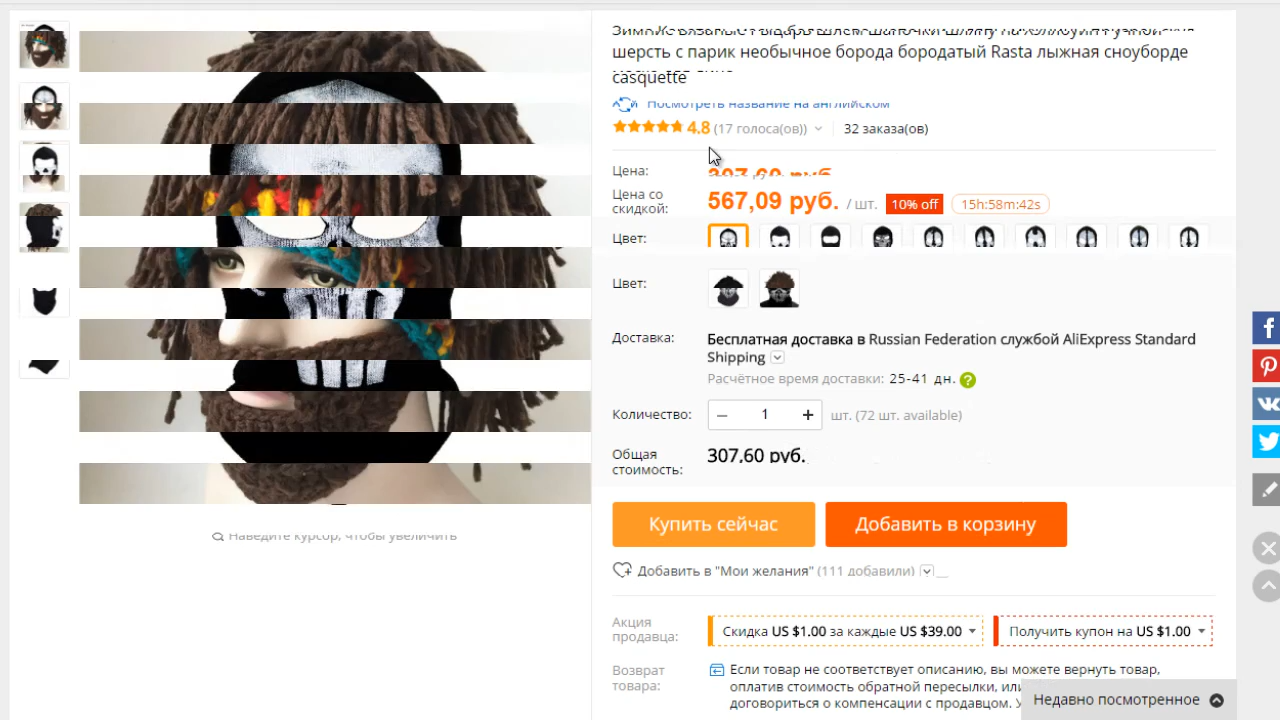 шерсть с парик необычное борода бородатый Rasta лыжная сноуборде
casquette
Посмотреть название на английском
4.8 (17 голоса(ов)) 32 заказа(ов)
Цена:
Цена со
скидкой:
567,09 руб. / шт. 10% off 15h:58m:42s
Цвет:
Цвет:
Доставка:
Бесплатная доставка в Russian Federation службой AliExpress Standard
Shipping
Расчётное время доставки: 25-41 дн. ?
Количество:
– 1 + шт. (72 шт. available)
Общая
стоимость:
307,60 руб.
Купить сейчас
Добавить в корзину
Наведите курсор, чтобы увеличить
Добавить в "Мои желания" (111 добавили)
Акция
продавца:
Скидка US $1.00 за каждые US $39.00
Получить купон на US $1.00
Возврат
товара:
Если товар не соответствует описанию, вы можете вернуть товар,
оплатив стоимость обратной пересылки, или
договориться о компенсации с продавцом.
Недавно посмотренное